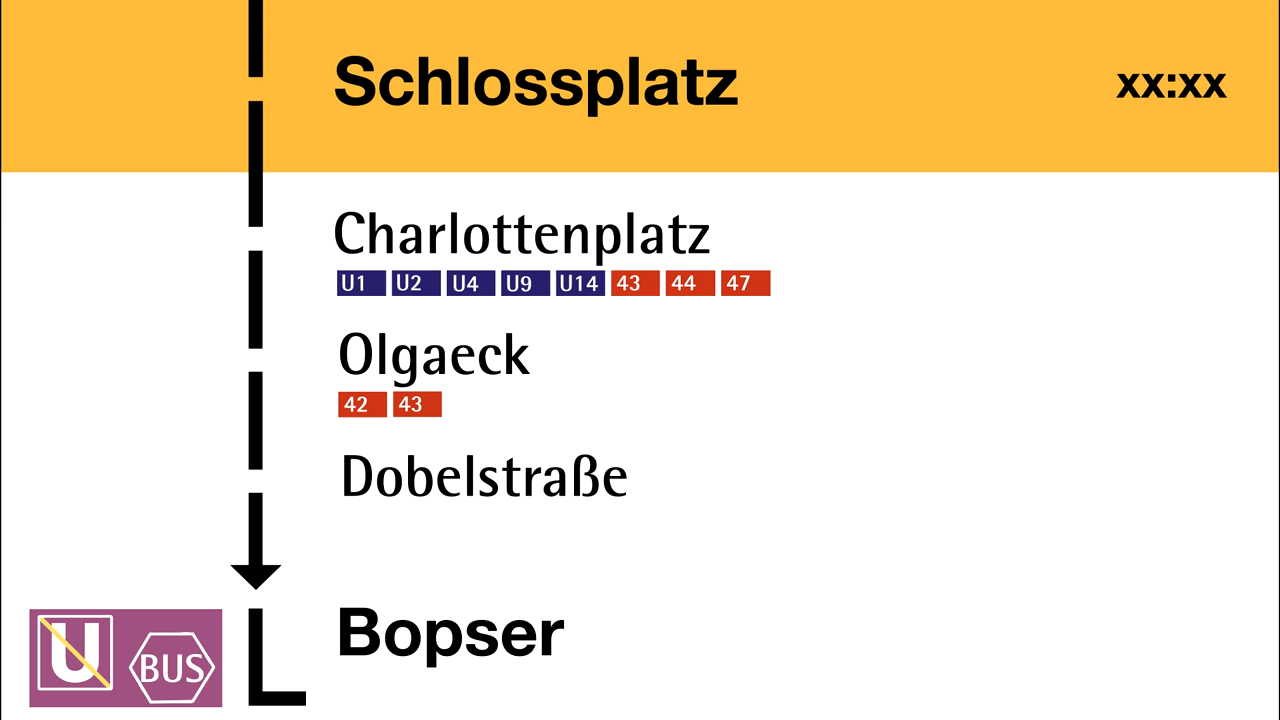 Schlossplatz xx:xx
Charlottenplatz
U1 U2 U4 U9 U14 43 44 47
Olgaeck
42 43
Dobelstraße
Bopser
U BUS